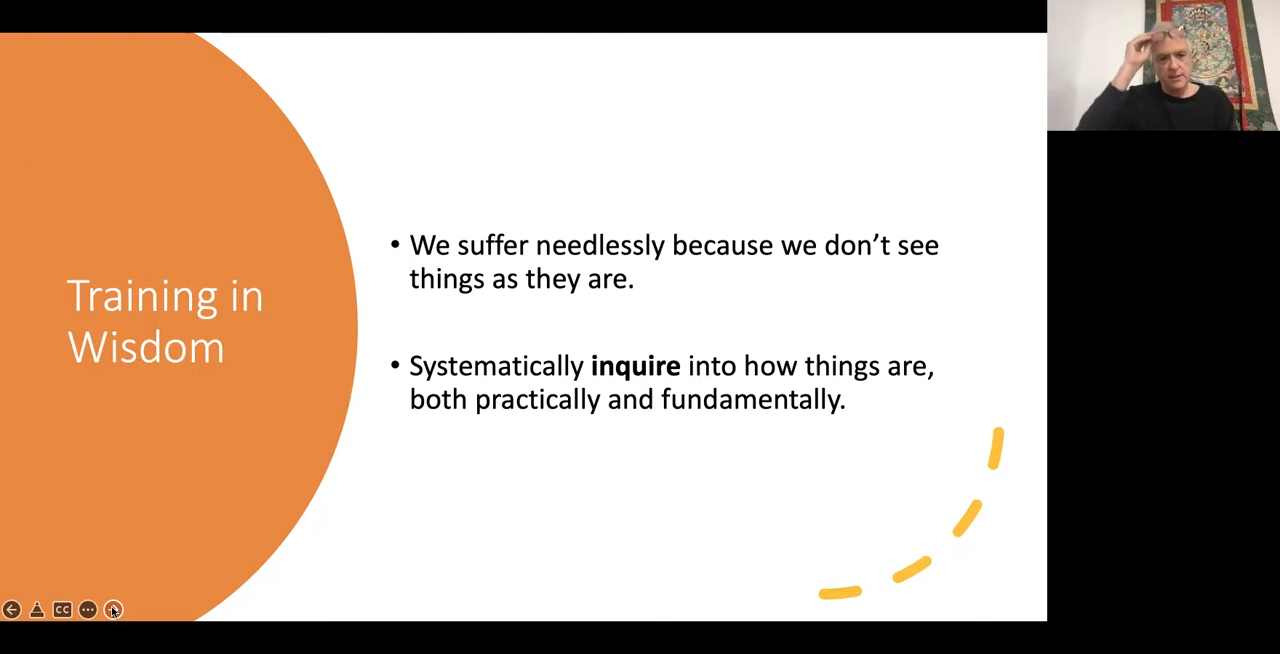 Training in
Wisdom
• We suffer needlessly because we don’t see
things as they are.
• Systematically inquire into how things are,
both practically and fundamentally.
CC